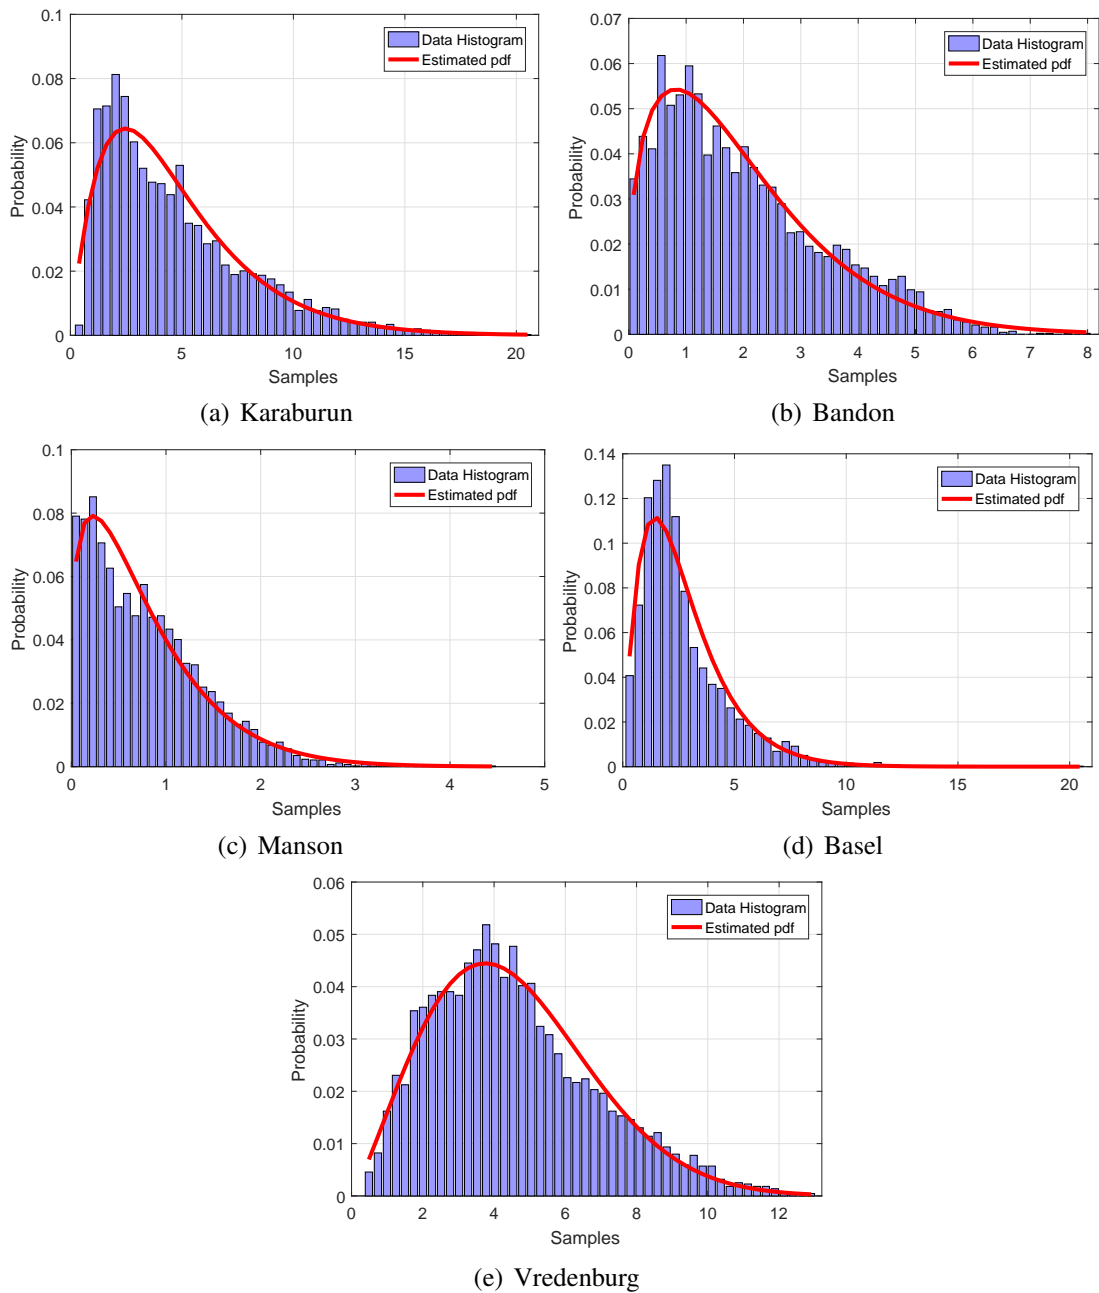 0.1
0.08
0.06
0.04
0.02
0
Probability
0 5 10 15 20
Samples
Data Histogram
Estimated pdf
(a) Karaburun
0.07
0.06
0.05
0.04
0.03
0.02
0.01
0
Probability
0 1 2 3 4 5 6 7 8
Samples
Data Histogram
Estimated pdf
(b) Bandon
0.1
0.08
0.06
0.04
0.02
0
Probability
0 1 2 3 4 5
Samples
Data Histogram
Estimated pdf
(c) Manson
0.14
0.12
0.1
0.08
0.06
0.04
0.02
0
Probability
0 5 10 15 20
Samples
Data Histogram
Estimated pdf
(d) Basel
0.06
0.05
0.04
0.03
0.02
0.01
0
Probability
0 2 4 6 8 10 12
Samples
Data Histogram
Estimated pdf
(e) Vredenburg